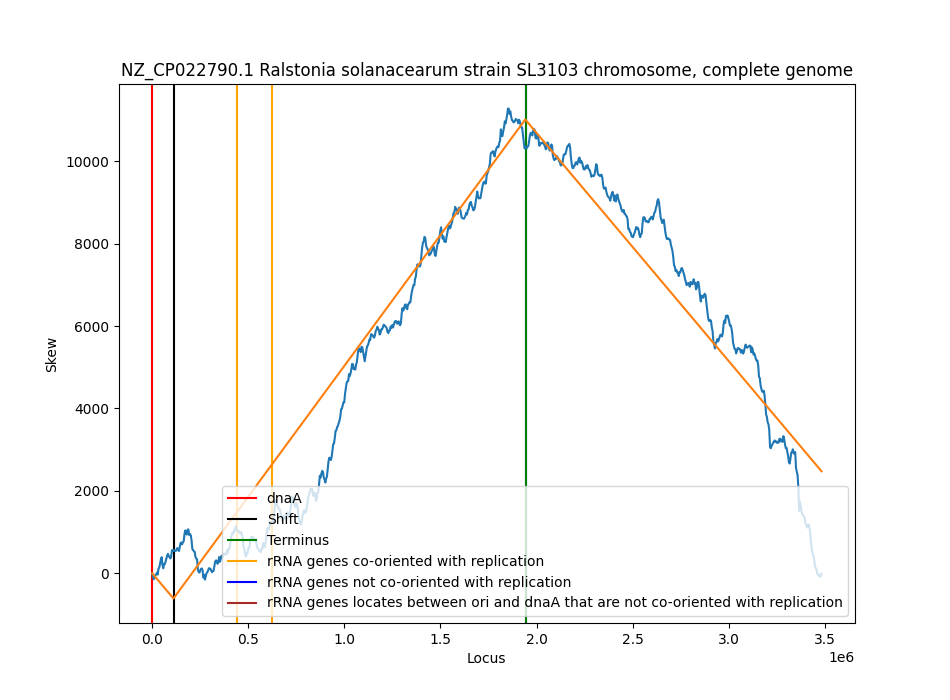 NZ_CP022790.1 Ralstonia solanacearum strain SL3103 chromosome, complete genome
Skew
10000
8000
6000
4000
2000
0
dnaA
Shift
Terminus
rRNA genes co-oriented with replication
rRNA genes not co-oriented with replication
rRNA genes locates between ori and dnaA that are not co-oriented with replication
0.0 0.5 1.0 1.5 2.0 2.5 3.0 3.5
1e6
Locus